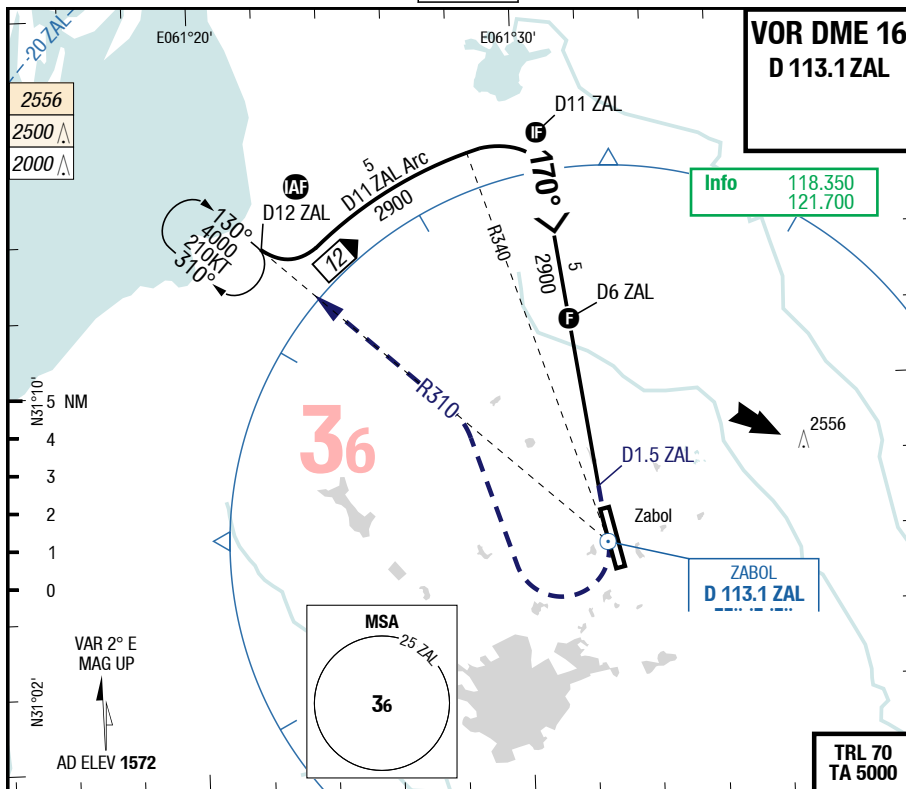 20 ZAL
E061°20'
E061°30'
VOR DME 16
D 113.1 ZAL
2556
2500
2000
D11 ZAL
IF
5
D11 ZAL Arc
2900
170°
Info 118.350
121.700
IAF
D12 ZAL
130°
4000
210KT
310°
12
R340
5
2900
D6 ZAL
F
N31°10'
5 NM
4
3
2
1
0
R310
36
2556
D1.5 ZAL
Zabol
ZABOL
D 113.1 ZAL
MSA
25 ZAL
36
VAR 2° E
MAG UP
N31°02'
AD ELEV 1572
TRL 70
TA 5000